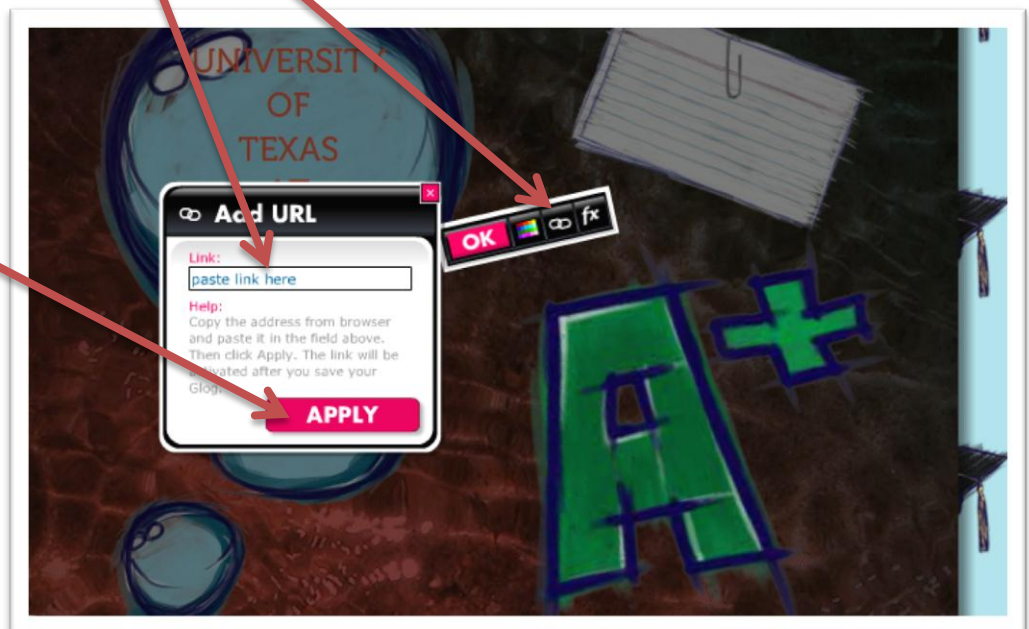 UNIVERSITY
OF
TEXAS
Add URL
OK
fx
Link:
paste link here
Help:
Copy the address from browser
and paste it in the field above.
Then click Apply. The link will be
activated after you save your
Glog.
APPLY
A+